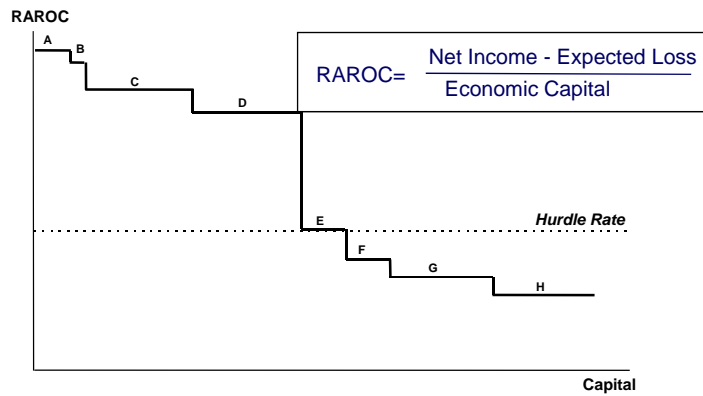 RAROC
A
B
C
D
RAROC= Net Income - Expected Loss
Economic Capital
E
Hurdle Rate
F
G
H
Capital